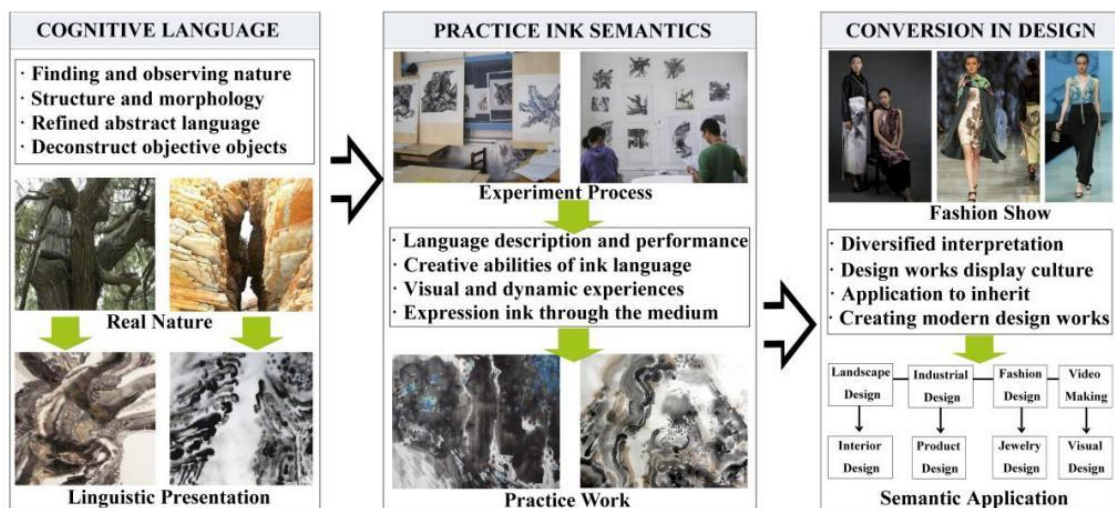 COGNITIVE LANGUAGE
· Finding and observing nature
· Structure and morphology
· Refined abstract language
· Deconstruct objective objects
Real Nature
Linguistic Presentation
PRACTICE INK SEMANTICS
Experiment Process
· Language description and performance
· Creative abilities of ink language
· Visual and dynamic experiences
· Expression ink through the medium
Practice Work
CONVERSION IN DESIGN
Fashion Show
· Diversified interpretation
· Design works display culture
· Application to inherit
· Creating modern design works
Landscape
Design
Industrial
Design
Fashion
Design
Video
Making
Interior
Design
Product
Design
Jewelry
Design
Visual
Design
Semantic Application